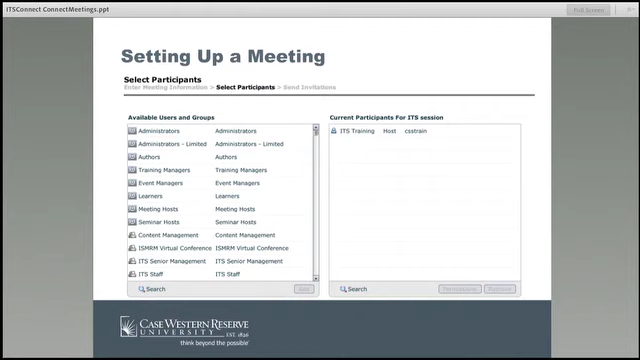 ITSConnect ConnectMeetings.ppt
Full Screen
Setting Up a Meeting
Select Participants
Enter Meeting Information > Select Participants > Send Invitations
Available Users and Groups
Administrators Administrators
Administrators - Limited Administrators - Limited
Authors Authors
Training Managers Training Managers
Event Managers Event Managers
Learners Learners
Meeting Hosts Meeting Hosts
Seminar Hosts Seminar Hosts
Content Management Content Management
ISMRM Virtual Conference ISMRM Virtual Conference
ITS Senior Management ITS Senior Management
ITS Staff ITS Staff
Search Add
Current Participants For ITS session
ITS Training Host csstrain
Search Permissions Remove
CASE WESTERN RESERVE
UNIVERSITY EST. 1826
think beyond the possible®